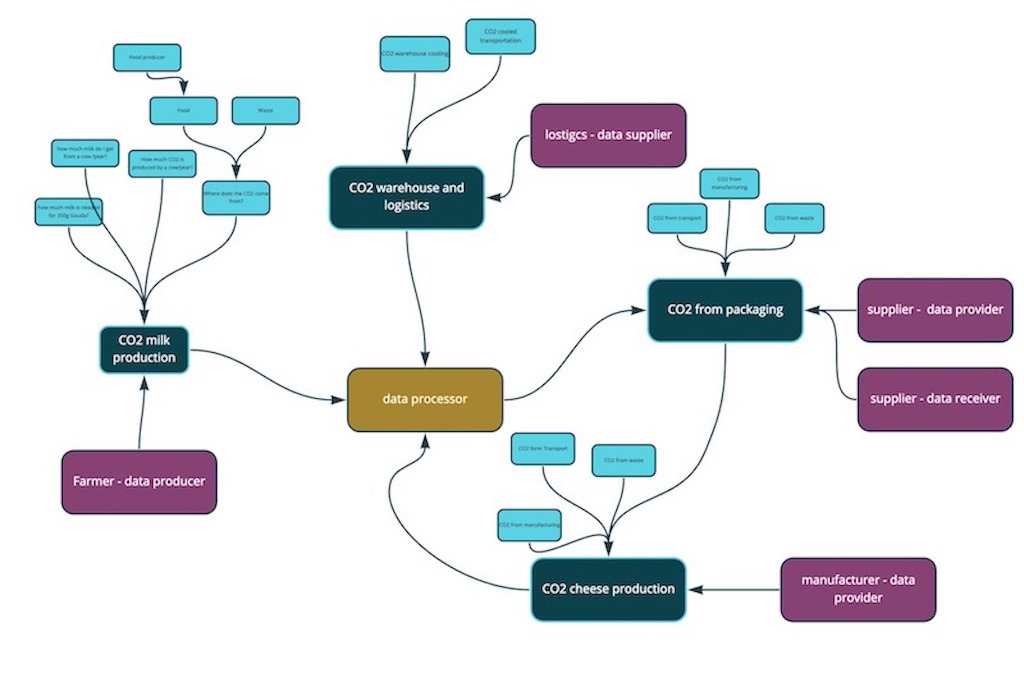 CO2 cooled
transportation
CO2 warehouse cooling
Food producer
Food
Waste
lostigcs - data supplier
How much milk do I get
from a cow /year?
How much CO2 is
produced by a cow/year?
CO2 warehouse and
logistics
Where does the CO2 come
from?
How much milk is needed
for 350g Gouda?
CO2 from
manufacturing
CO2 from transport
CO2 from waste
CO2 from packaging
supplier - data provider
CO2 milk
production
data processor
supplier - data receiver
CO2 form Transport
CO2 from waste
Farmer - data producer
CO2 from manufacturing
CO2 cheese production
manufacturer - data
provider